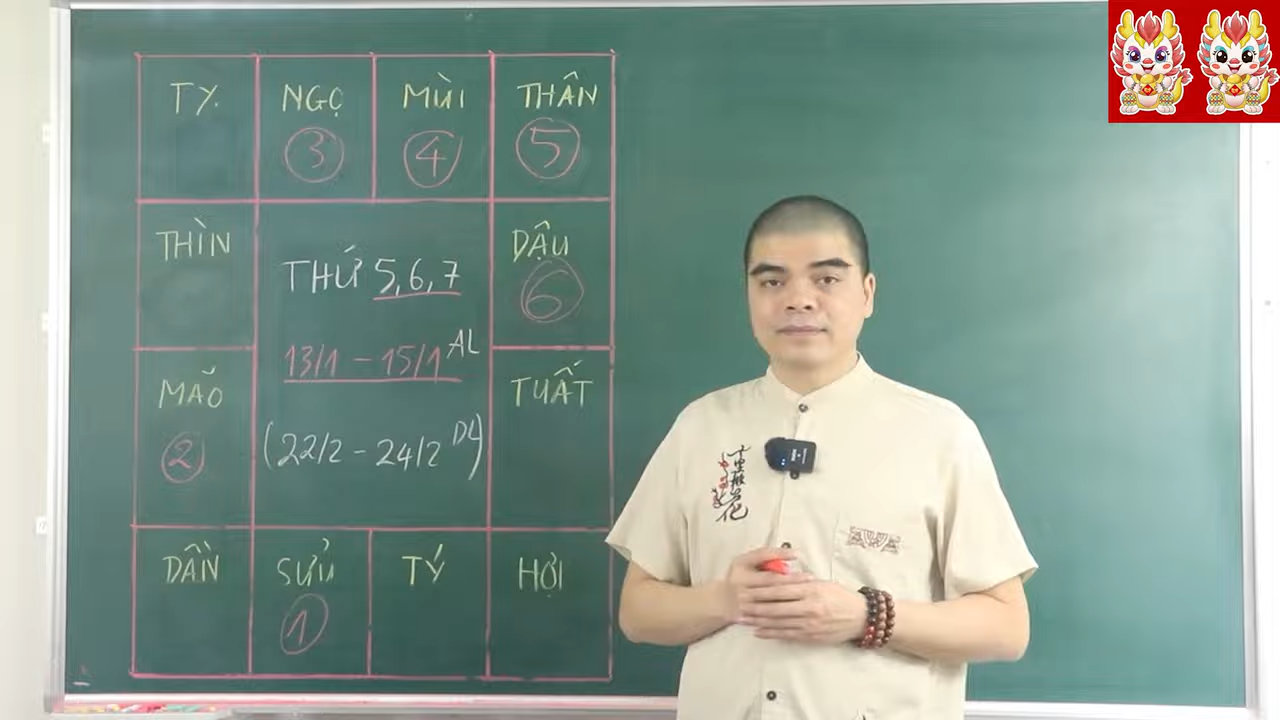 TỴ.
NGỌ
MÙI
THÂN
3
4
5
THÌN
DẬU
6
THỨ 5, 6, 7
13/1 - 15/1 AL
(22/2 - 24/2 DL)
MÃO
2
TUẤT
DẦN
SỬU
TÝ
HỢI
1